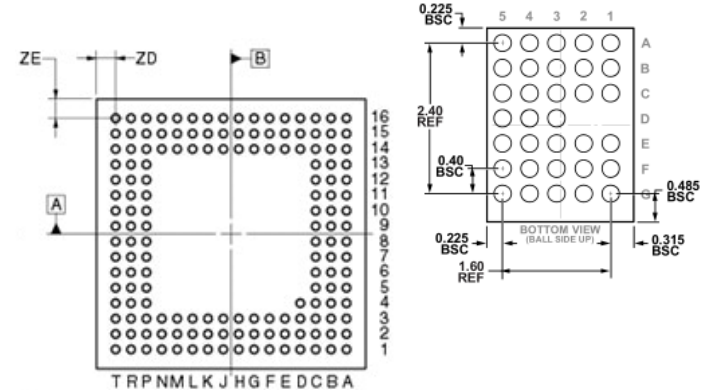 ZE
ZD
B
A
16
15
14
13
12
11
10
9
8
7
6
5
4
3
2
1
T R P N M L K J H G F E D C B A
0.225
BSC
5 4 3 2 1
A
B
C
D
E
F
G
2.40
REF
0.40
BSC
0.485
BSC
BOTTOM VIEW
(BALL SIDE UP)
0.225
BSC
0.315
BSC
1.60
REF